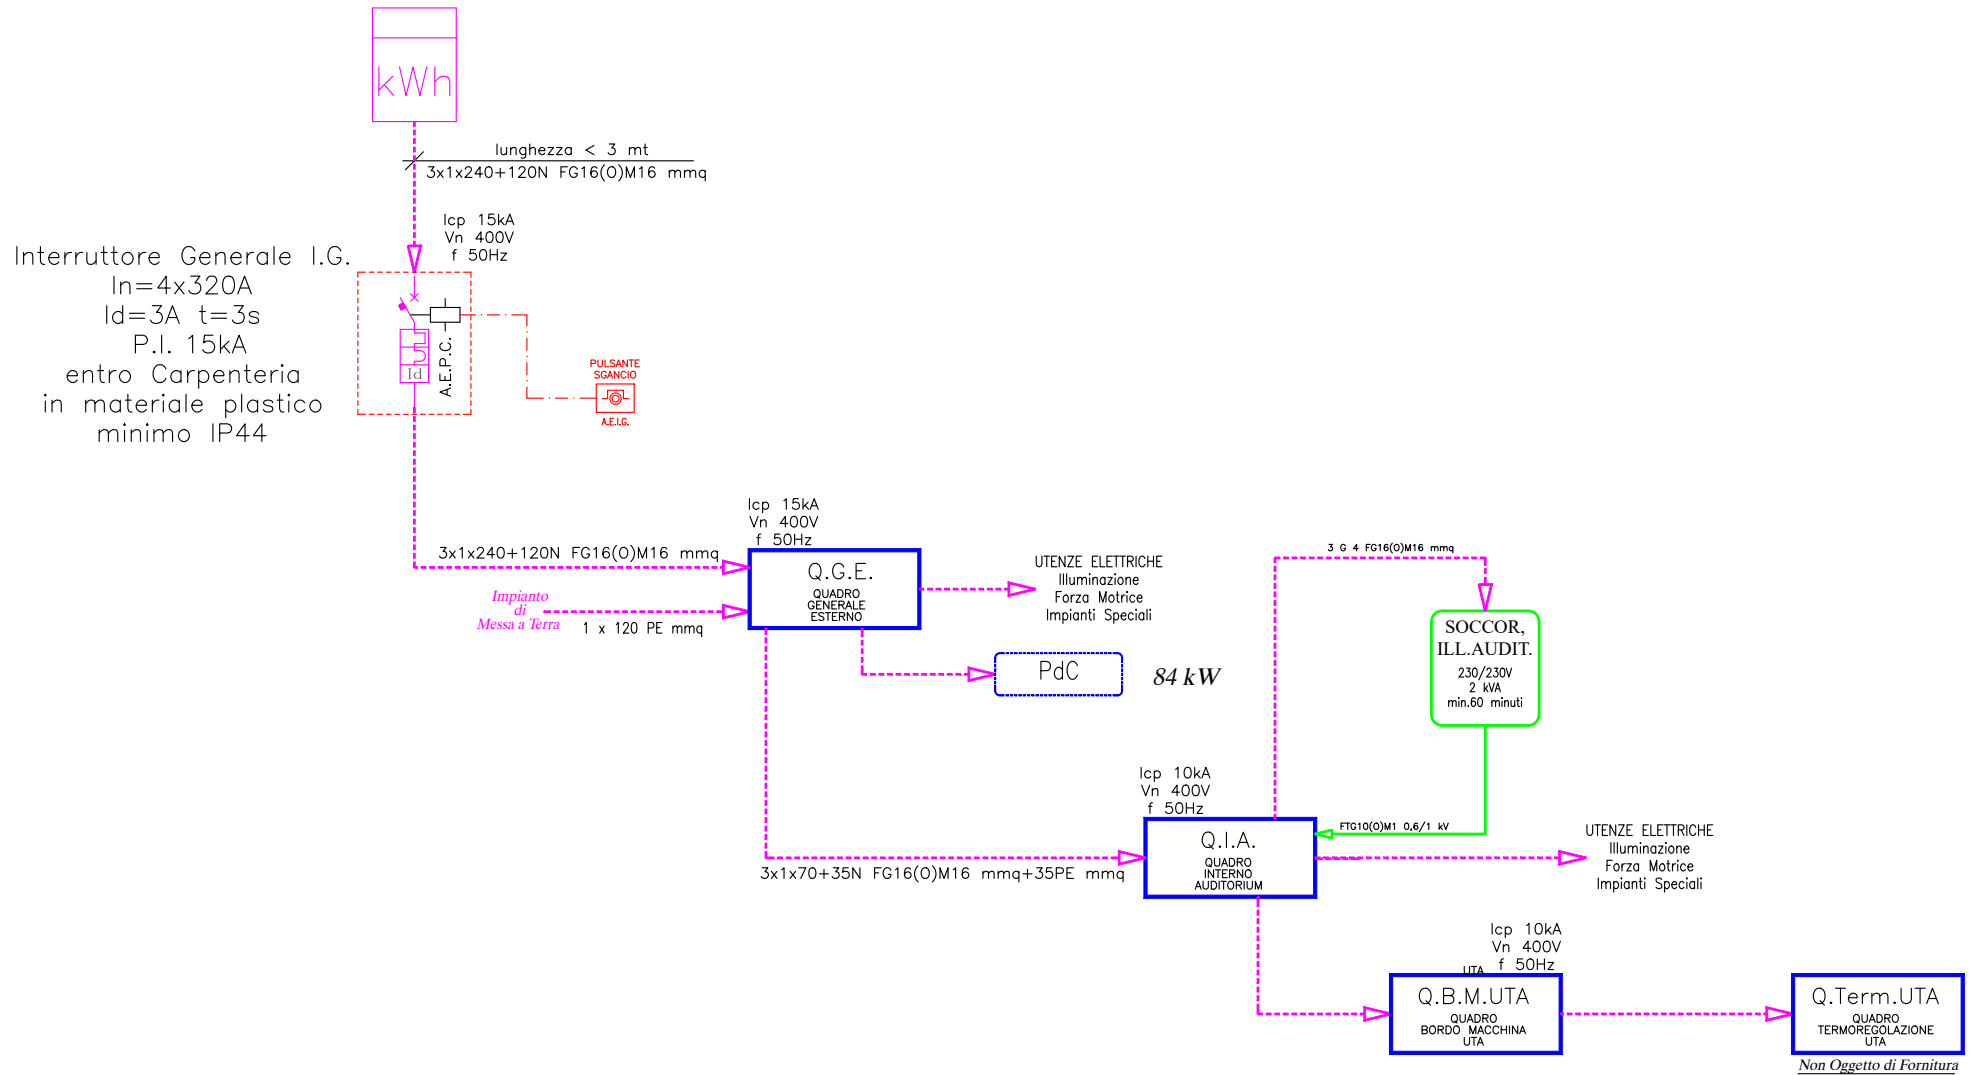 kWh
lunghezza < 3 mt
3x1x240+120N FG16(O)M16 mmq
Icp 15kA
Vn 400V
f 50Hz
Interruttore Generale I.G.
In=4x320A
Id=3A t=3s
P.I. 15kA
entro Carpenteria
in materiale plastico
minimo IP44
Id
A.E.P.C.
PULSANTE
SGANCIO
A.E.I.G.
Icp 15kA
Vn 400V
f 50Hz
3x1x240+120N FG16(O)M16 mmq
Q.G.E.
QUADRO
GENERALE
ESTERNO
Impianto
di
Messa a Terra
1 x 120 PE mmq
UTENZE ELETTRICHE
Illuminazione
Forza Motrice
Impianti Speciali
PdC
84 kW
3 G 4 FG16(O)M16 mmq
SOCCOR,
ILL.AUDIT.
230/230V
2 kVA
min.60 minuti
Icp 10kA
Vn 400V
f 50Hz
FTG10(O)M1 0,6/1 kV
Q.I.A.
QUADRO
INTERNO
AUDITORIUM
3x1x70+35N FG16(O)M16 mmq+35PE mmq
UTENZE ELETTRICHE
Illuminazione
Forza Motrice
Impianti Speciali
Icp 10kA
Vn 400V
f 50Hz
UTA
Q.B.M.UTA
QUADRO
BORDO MACCHINA
UTA
Q.Term.UTA
QUADRO
TERMOREGOLAZIONE
UTA
Non Oggetto di Fornitura